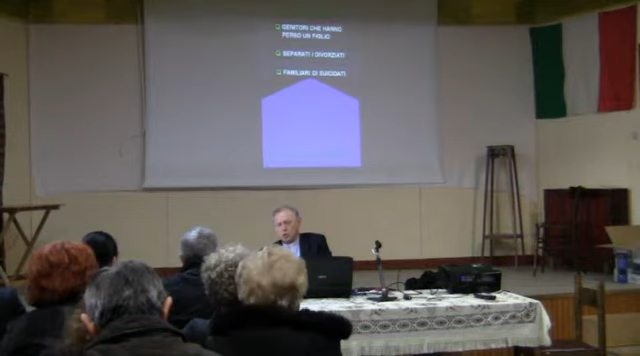 GENITORI CHE HANNO
PERSO UN FIGLIO
SEPARATI I DIVORZIATI
FAMILIARI DI SUICIDATI